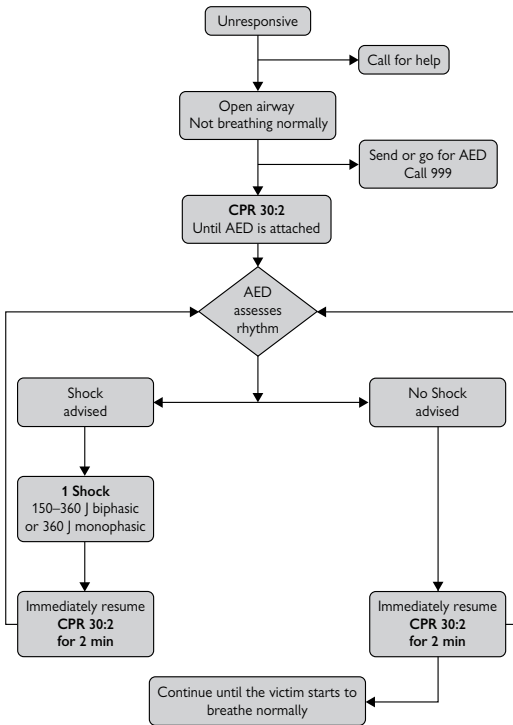 Unresponsive
Call for help
Open airway
Not breathing normally
Send or go for AED
Call 999
CPR 30:2
Until AED is attached
AED
assesses
rhythm
Shock
advised
No Shock
advised
1 Shock
150–360 J biphasic
or 360 J monophasic
Immediately resume
CPR 30:2
for 2 min
Immediately resume
CPR 30:2
for 2 min
Continue until the victim starts to
breathe normally